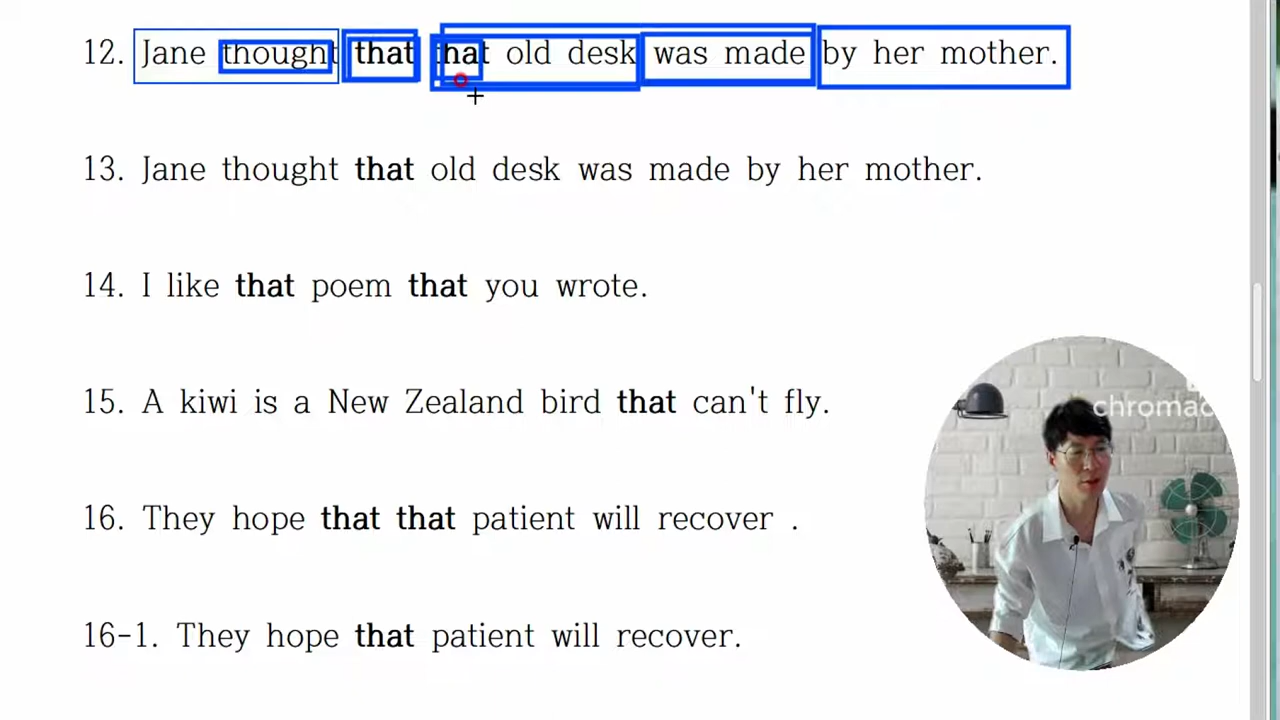 12. Jane thought that that old desk was made by her mother.
13. Jane thought that old desk was made by her mother.
14. I like that poem that you wrote.
15. A kiwi is a New Zealand bird that can't fly.
chromac
16. They hope that that patient will recover .
16-1. They hope that patient will recover.